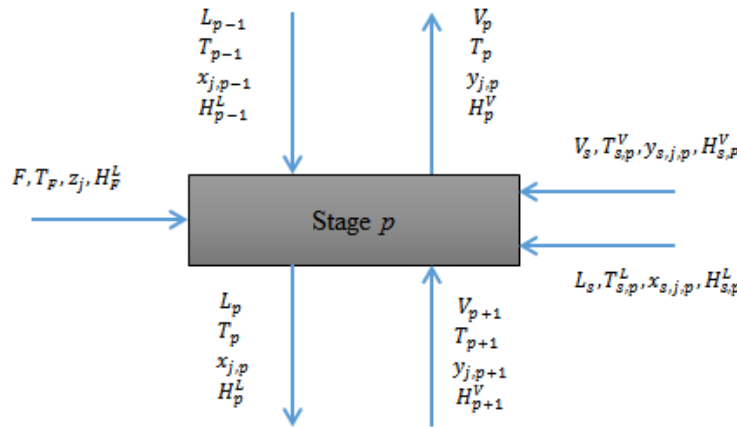 L_{p-1}
T_{p-1}
x_{j,p-1}
H^L_{p-1}
V_p
T_p
y_{j,p}
H^V_p
F, T_F, z_j, H^L_F
V_s, T^V_{s,p}, y_{s,j,p}, H^V_{s,P}
Stage p
L_s, T^L_{s,p}, x_{s,j,p}, H^L_{s,p}
L_p
T_p
x_{j,p}
H^L_p
V_{p+1}
T_{p+1}
y_{j,p+1}
H^V_{p+1}